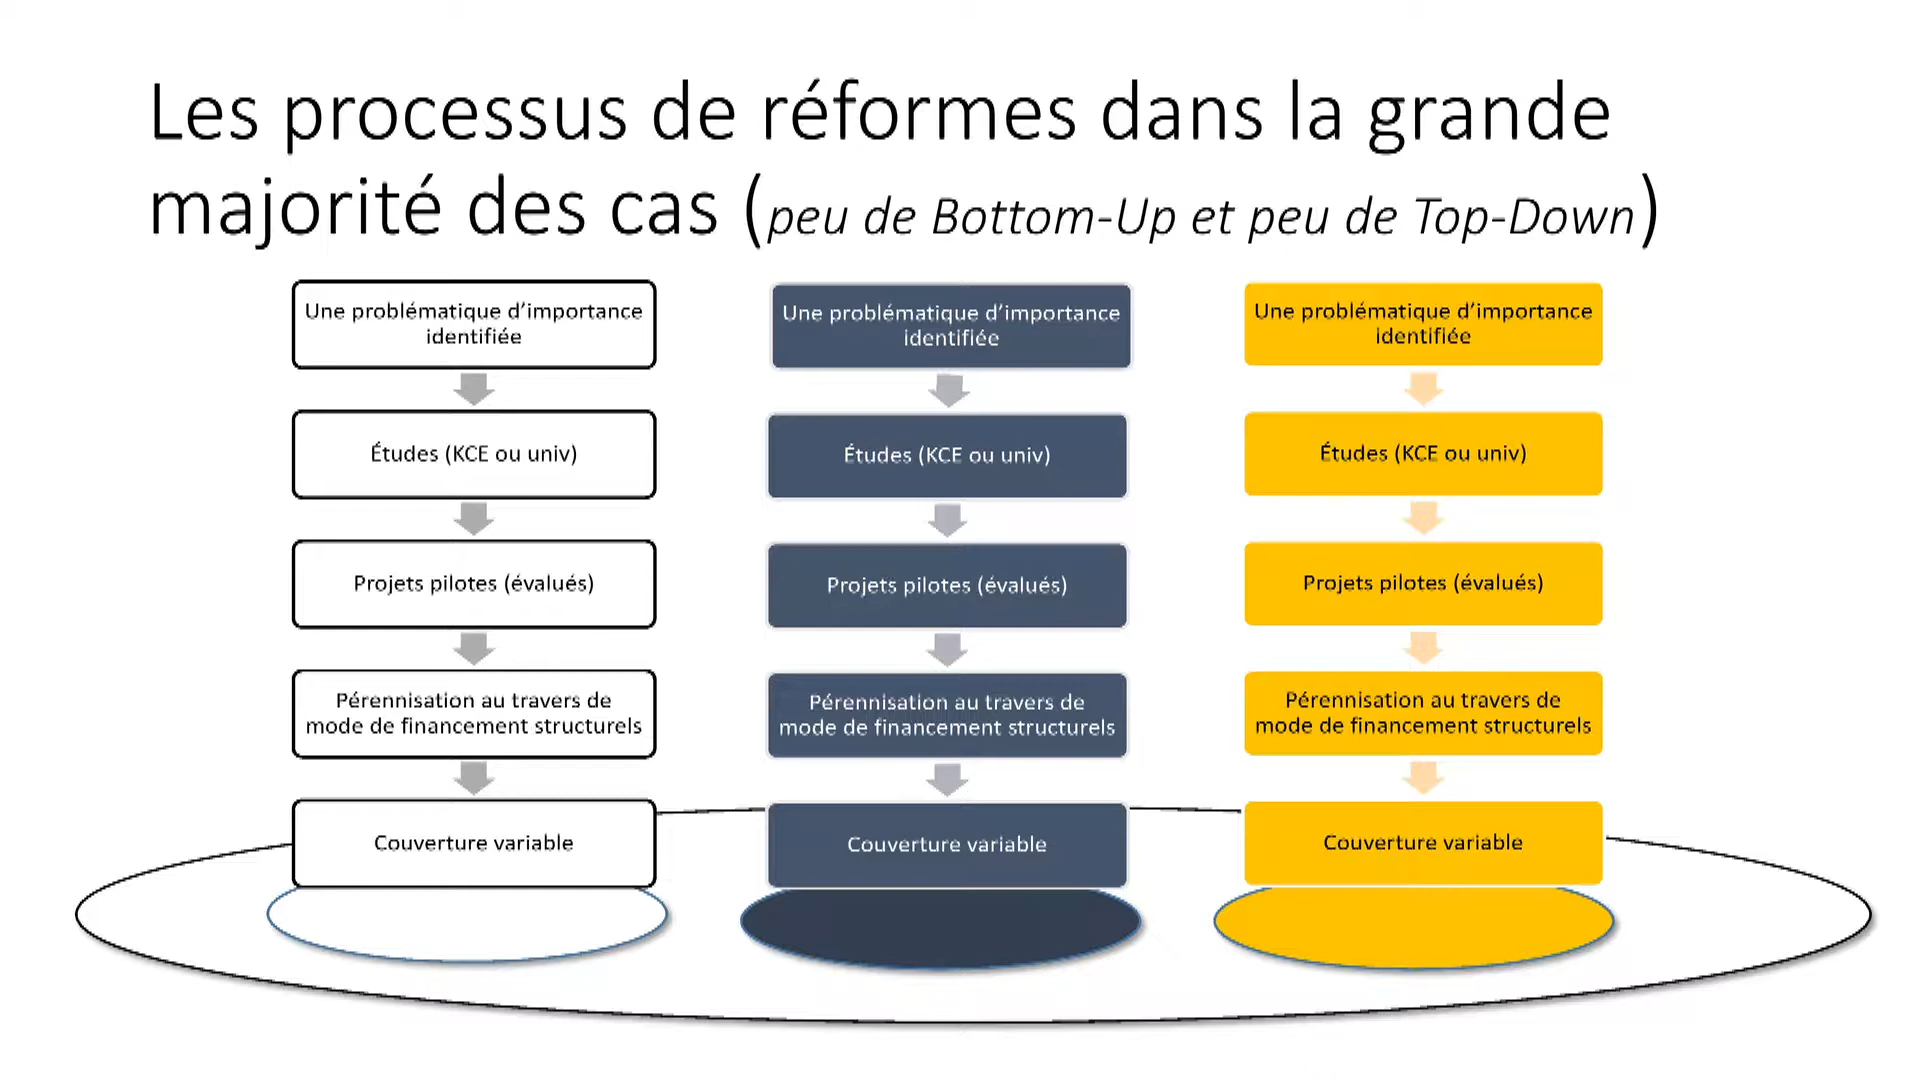 Les processus de réformes dans la grande
majorité des cas (peu de Bottom-Up et peu de Top-Down)
Une problématique d'importance
identifiée
Études (KCE ou univ)
Projets pilotes (évalués)
Pérennisation au travers de
mode de financement structurels
Couverture variable
Une problématique d'importance
identifiée
Études (KCE ou univ)
Projets pilotes (évalués)
Pérennisation au travers de
mode de financement structurels
Couverture variable
Une problématique d'importance
identifiée
Études (KCE ou univ)
Projets pilotes (évalués)
Pérennisation au travers de
mode de financement structurels
Couverture variable